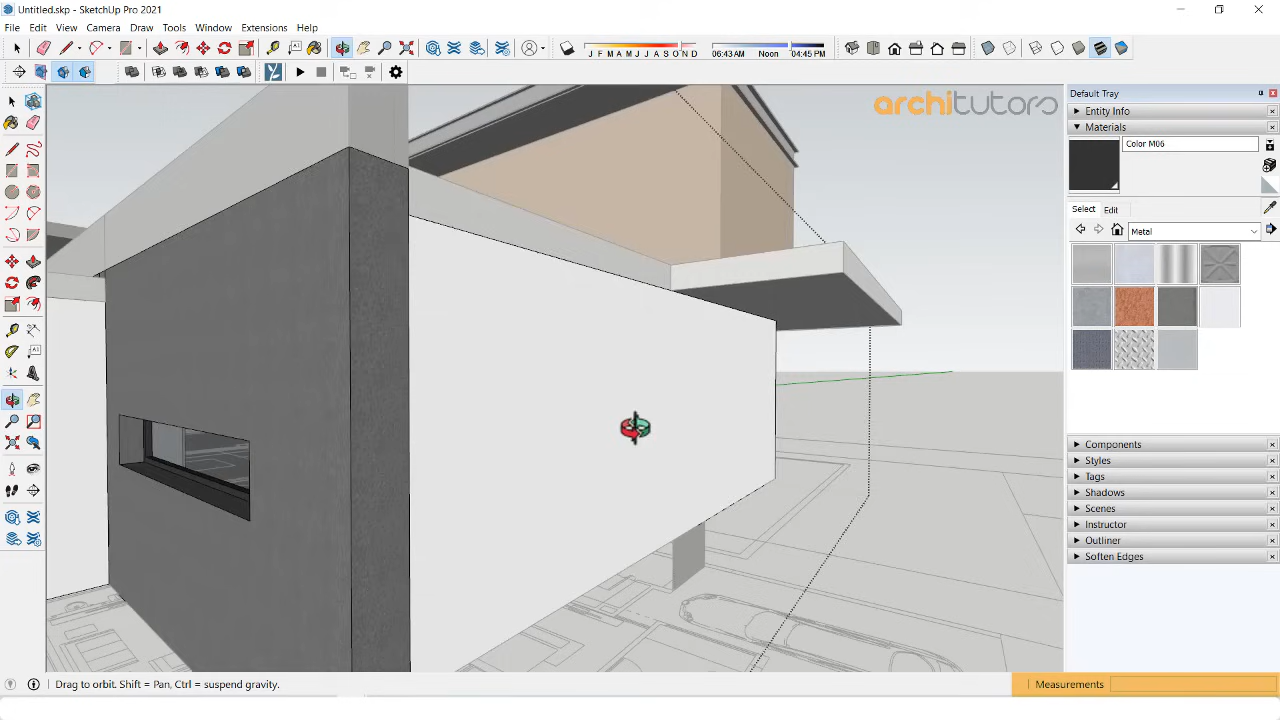 Untitled.skp - SketchUp Pro 2021
File Edit View Camera Draw Tools Window Extensions Help
J F M A M J J A S O N D
06:43 AM Noon 04:45 PM
architutors
Default Tray
Entity Info
Materials
Color M06
Select Edit
Metal
Components
Styles
Tags
Shadows
Scenes
Instructor
Outliner
Soften Edges
Drag to orbit. Shift = Pan, Ctrl = suspend gravity.
Measurements